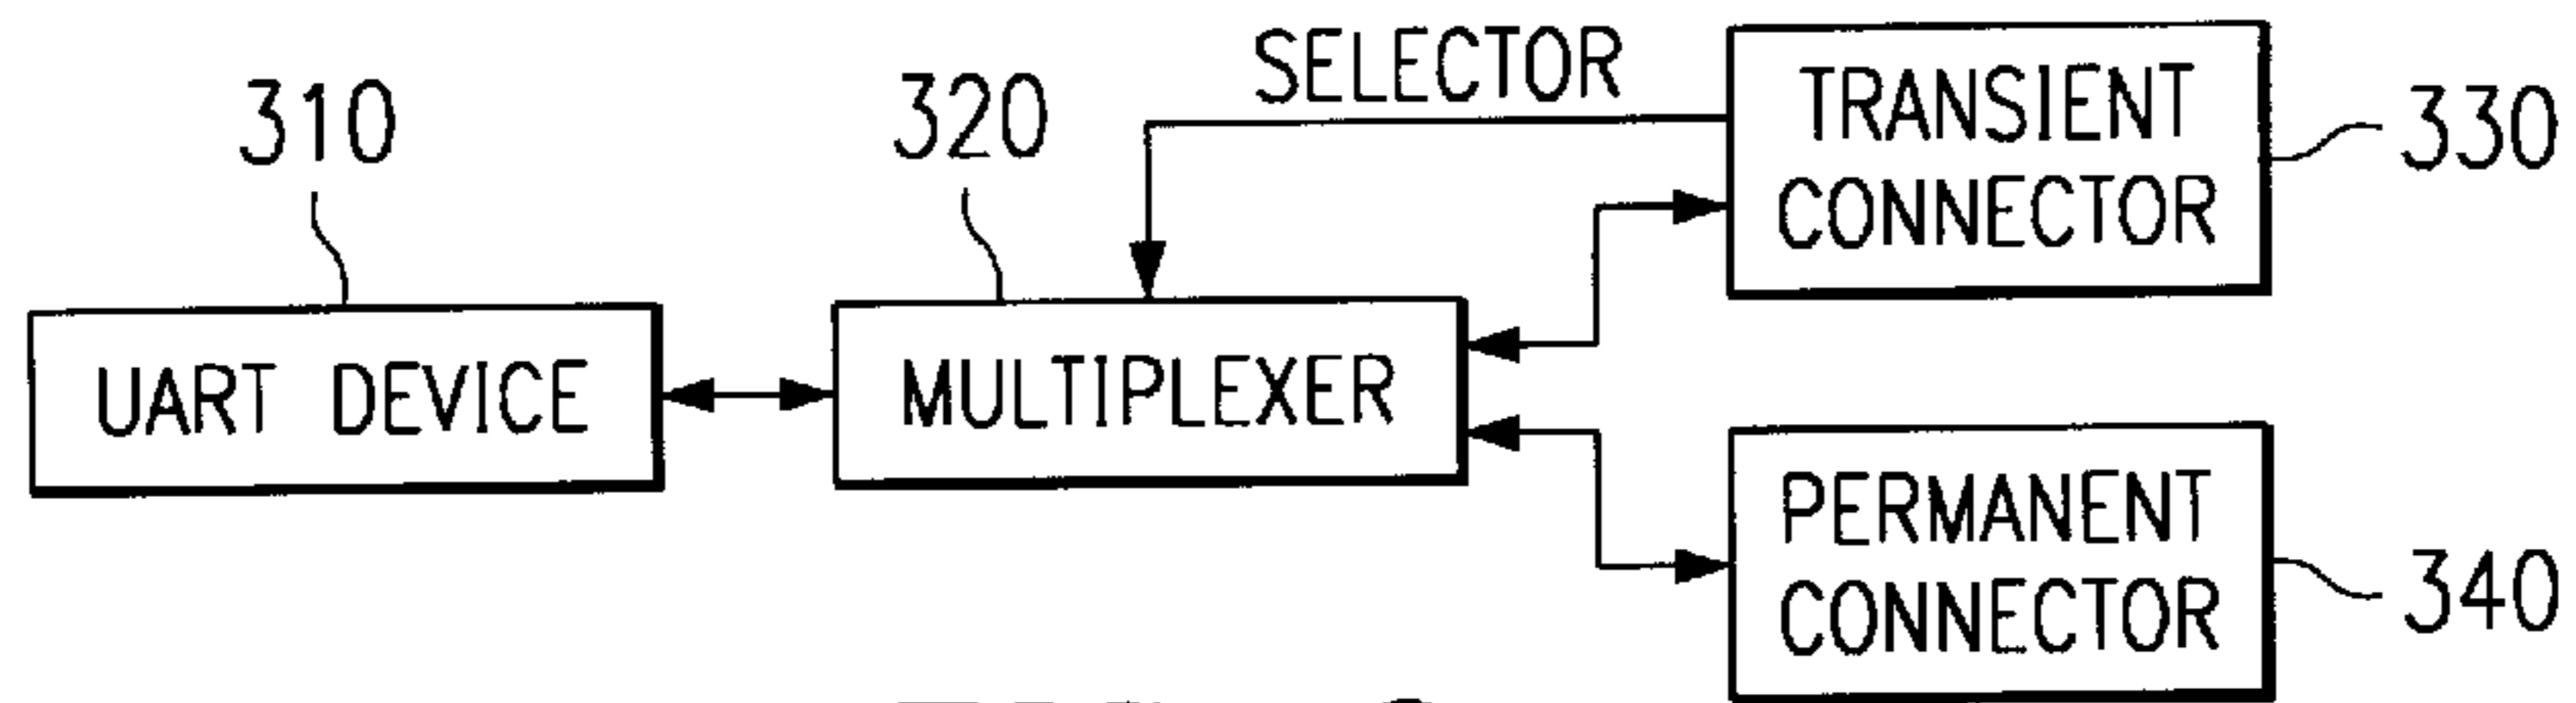 310
320
SELECTOR
TRANSIENT
CONNECTOR
330
UART DEVICE
MULTIPLEXER
PERMANENT
CONNECTOR
340